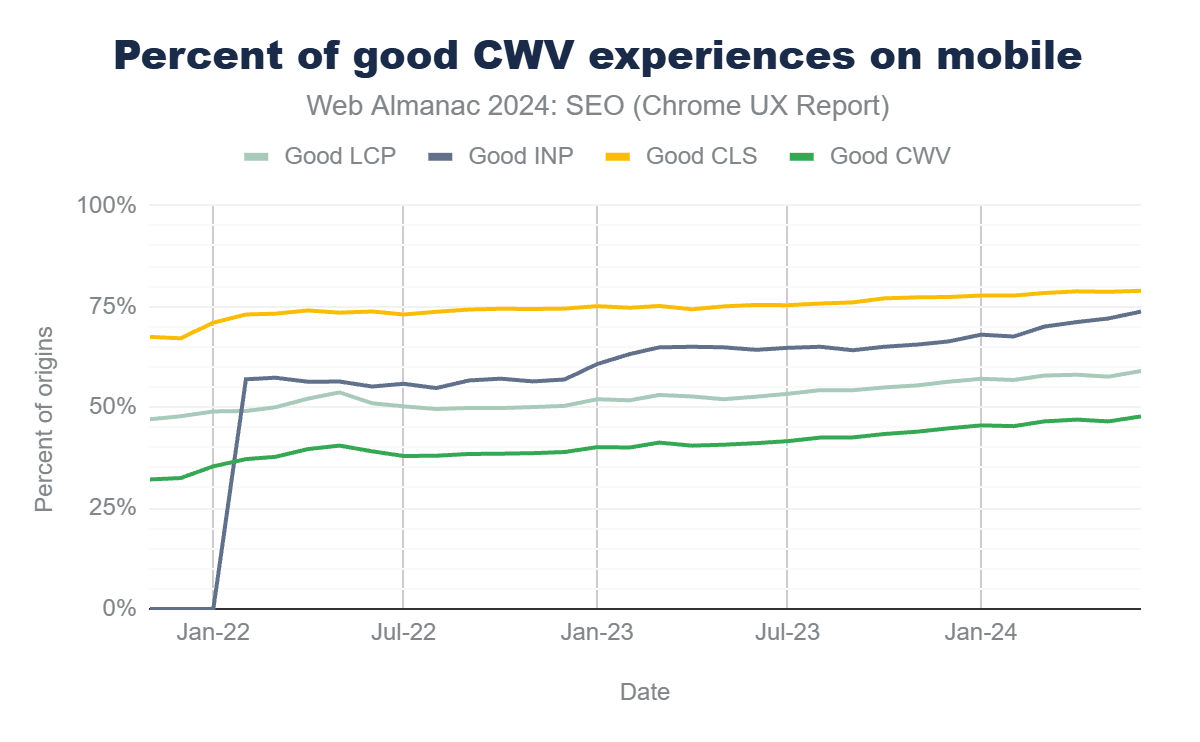 Percent of good CWV experiences on mobile
Web Almanac 2024: SEO (Chrome UX Report)
Good LCP Good INP Good CLS Good CWV
100%
75%
50%
25%
0%
Percent of origins
Jan-22 Jul-22 Jan-23 Jul-23 Jan-24
Date